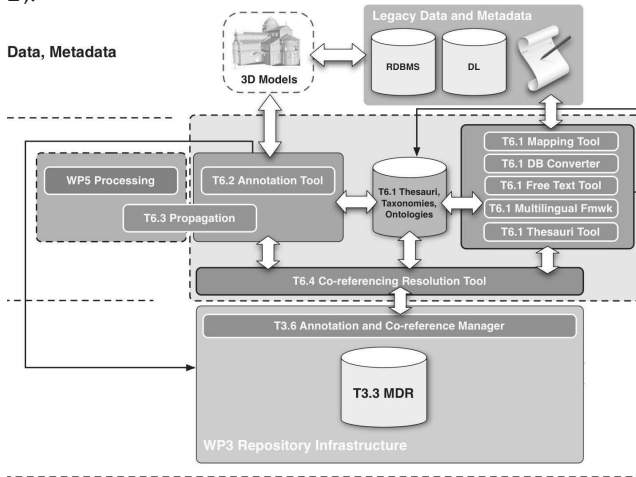 Legacy Data and Metadata
Data, Metadata
3D Models
RDBMS
DL
WP5 Processing
T6.2 Annotation Tool
T6.3 Propagation
T6.1 Thesauri,
Taxonomies,
Ontologies
T6.1 Mapping Tool
T6.1 DB Converter
T6.1 Free Text Tool
T6.1 Multilingual Fmwk
T6.1 Thesauri Tool
T6.4 Co-referencing Resolution Tool
T3.6 Annotation and Co-reference Manager
T3.3 MDR
WP3 Repository Infrastructure